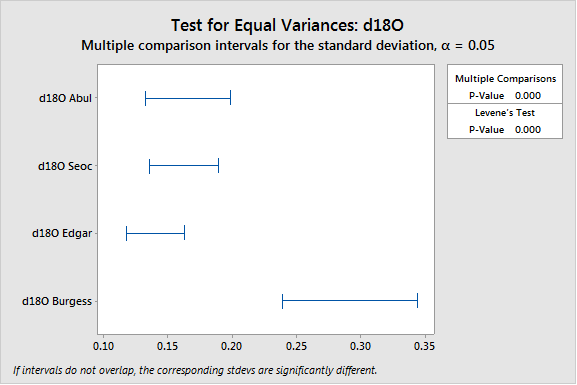 Test for Equal Variances: d18O
Multiple comparison intervals for the standard deviation, α = 0.05
Multiple Comparisons
P-Value 0.000
Levene's Test
P-Value 0.000
d18O Abul
d18O Seoc
d18O Edgar
d18O Burgess
0.10 0.15 0.20 0.25 0.30 0.35
If intervals do not overlap, the corresponding stdevs are significantly different.